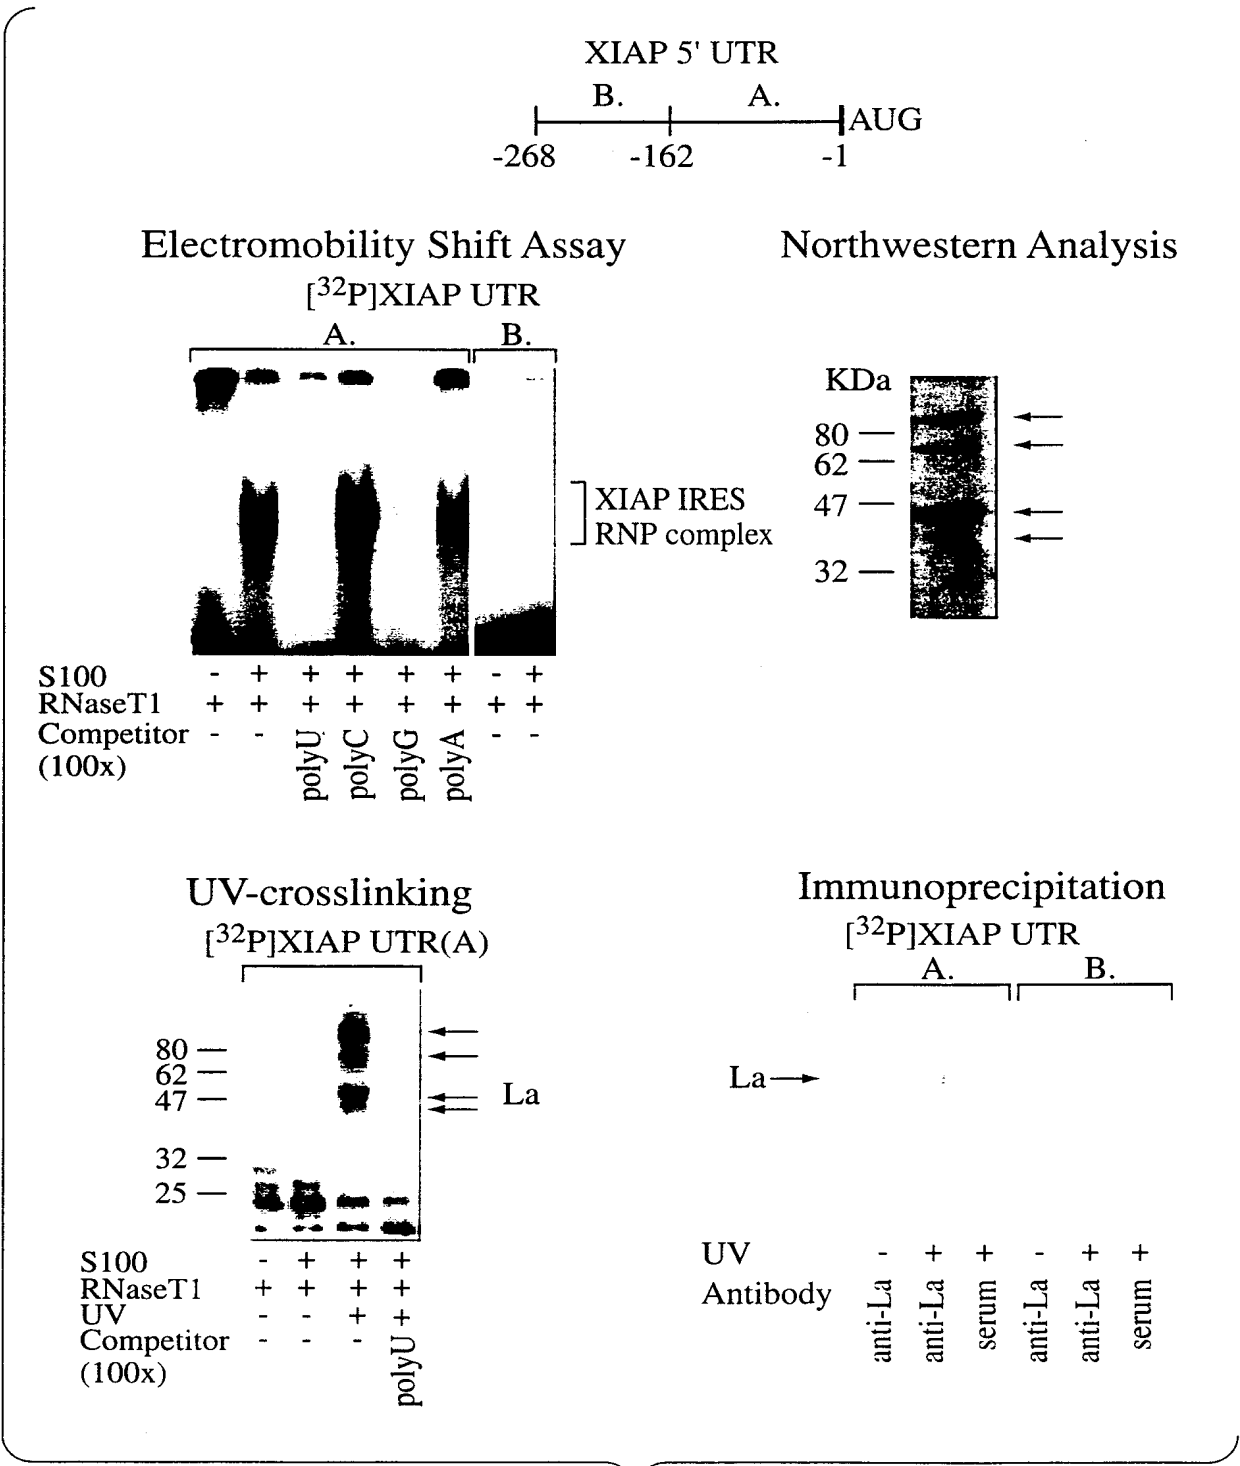 XIAP 5' UTR
B. A.
AUG
-268 -162 -1
Electromobility Shift Assay
[32P]XIAP UTR
A. B.
XIAP IRES
RNP complex
S100 - + + + + + - +
RNaseT1 + + + + + + + +
Competitor - - polyU polyC polyG polyA - -
(100x)
Northwestern Analysis
KDa
80
62
47
32
UV-crosslinking
[32P]XIAP UTR(A)
80
62
47
La
32
25
S100 - + + +
RNaseT1 + + + +
UV - - + +
Competitor - - - polyU
(100x)
Immunoprecipitation
[32P]XIAP UTR
A. B.
La
UV - + + - + +
Antibody anti-La anti-La serum anti-La anti-La serum